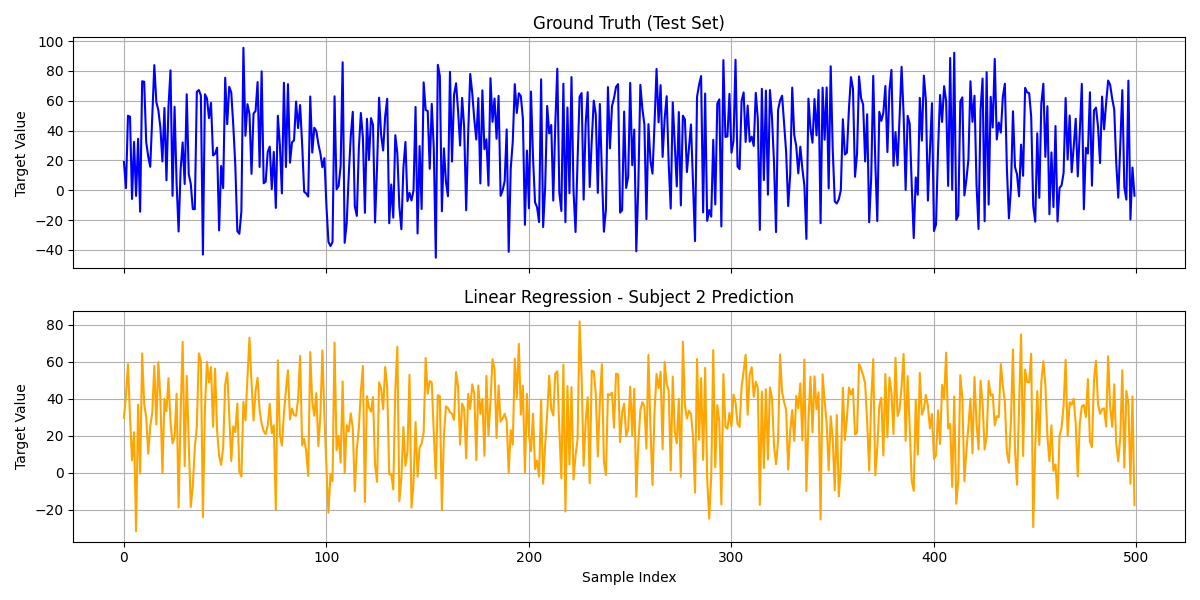 Ground Truth (Test Set)
Target Value
100
80
60
40
20
0
−20
−40
Linear Regression - Subject 2 Prediction
Target Value
80
60
40
20
0
−20
0 100 200 300 400 500
Sample Index